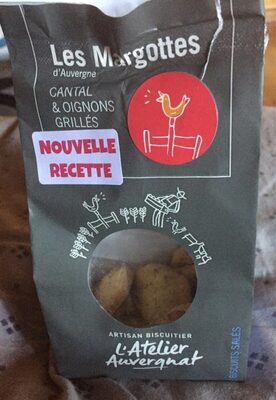 Les Margottes
d'Auvergne
CANTAL
& OIGNONS
GRILLÉS
NOUVELLE
RECETTE
ARTISAN BISCUITIER
L'Atelier
Auvergnat
BISCUITS SALÉS